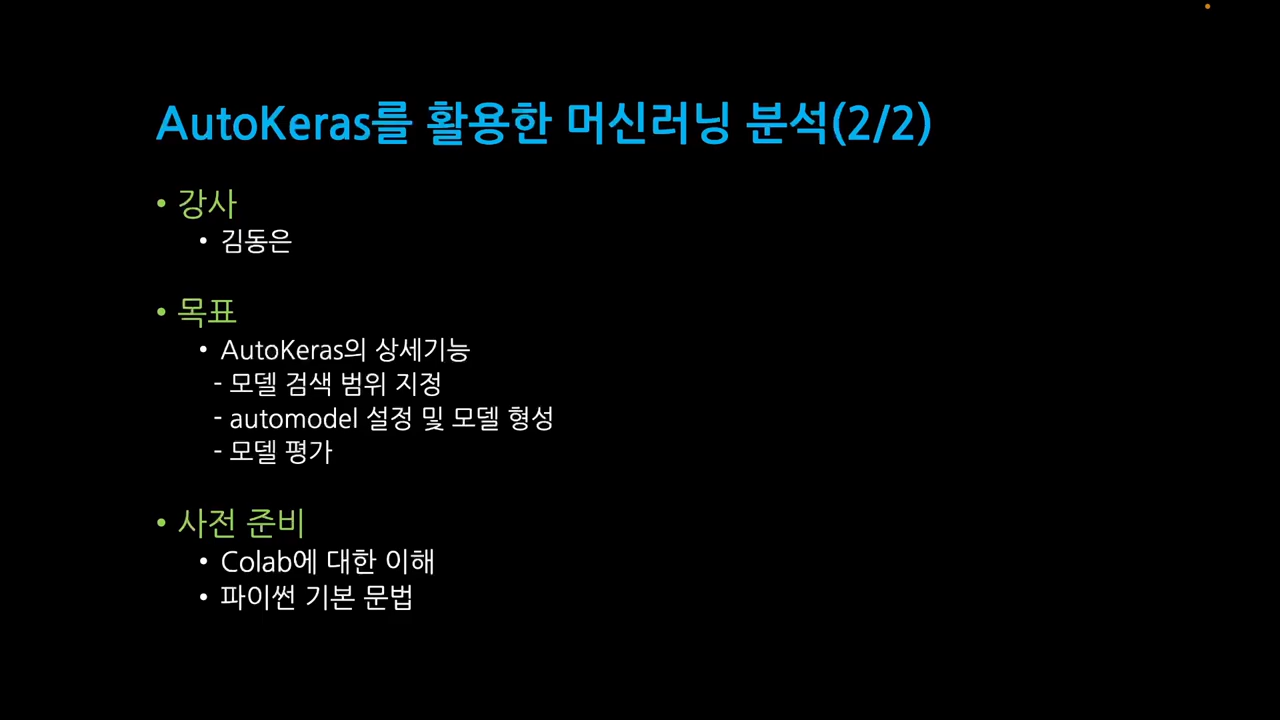 AutoKeras를 활용한 머신러닝 분석(2/2)
• 강사
• 김동은
• 목표
• AutoKeras의 상세기능
- 모델 검색 범위 지정
- automodel 설정 및 모델 형성
- 모델 평가
• 사전 준비
• Colab에 대한 이해
• 파이썬 기본 문법